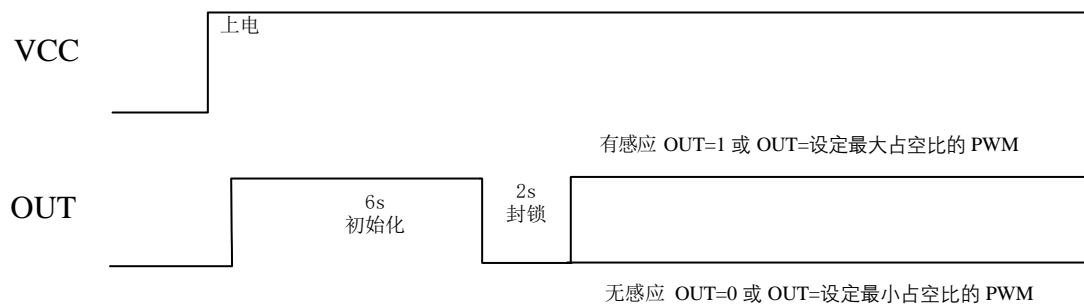 上电
VCC
有感应 OUT=1 或 OUT=设定最大占空比的 PWM
OUT
6s
初始化
2s
封锁
无感应 OUT=0 或 OUT=设定最小占空比的 PWM